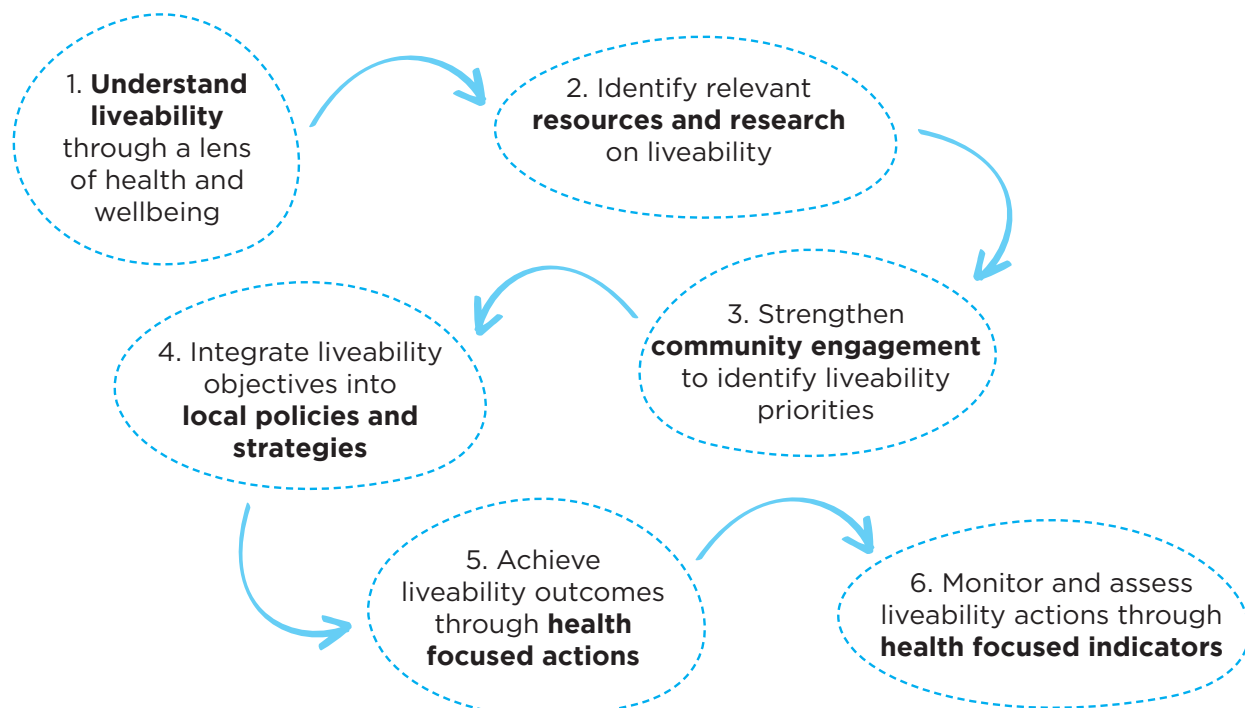 1. Understand
liveability
through a lens
of health and
wellbeing
2. Identify relevant
resources and research
on liveability
3. Strengthen
community engagement
to identify liveability
priorities
4. Integrate liveability
objectives into
local policies and
strategies
5. Achieve
liveability outcomes
through health
focused actions
6. Monitor and assess
liveability actions through
health focused indicators